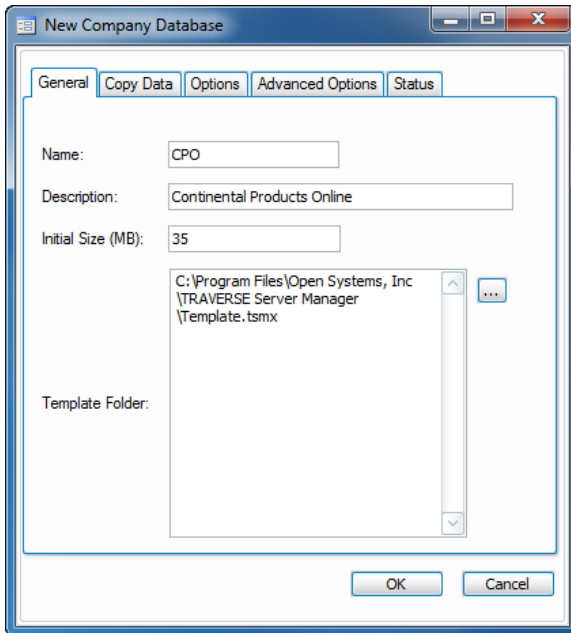 New Company Database
General Copy Data Options Advanced Options Status
Name: CPO
Description: Continental Products Online
Initial Size (MB): 35
C:\Program Files\Open Systems, Inc
\TRAVERSE Server Manager
\Template.tsmx
...
Template Folder:
OK Cancel